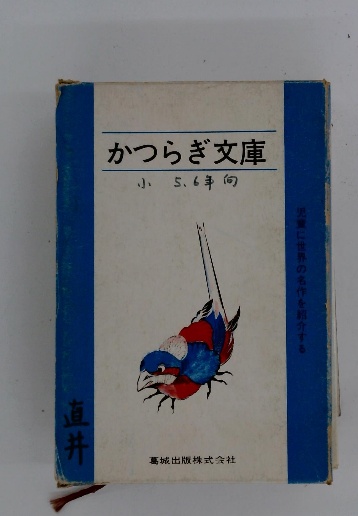 かつらぎ文庫
小 5、6年向
児童に世界の名作を紹介する
直井
葛城出版株式会社